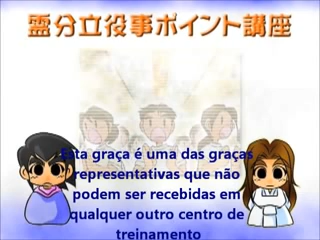 霊分立役事ポイント講座
Esta graça é uma das graças
representativas que não
podem ser recebidas em
qualquer outro centro de
treinamento